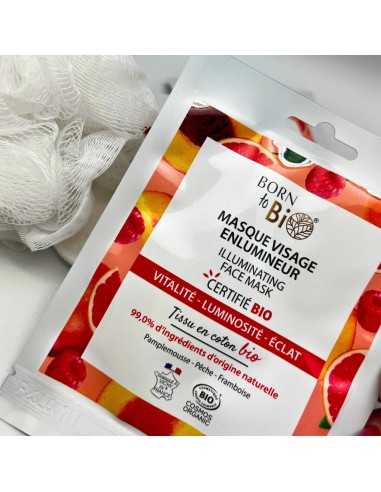 BORN
to BiO®
MASQUE VISAGE
ENLUMINEUR
ILLUMINATING
FACE MASK
CERTIFIÉ BIO
VITALITÉ - LUMINOSITÉ - ÉCLAT
Tissu en coton bio
99,0% d'ingrédients d'origine naturelle
Pamplemousse - Pêche - Framboise
BIO
COSMOS
ORGANIC